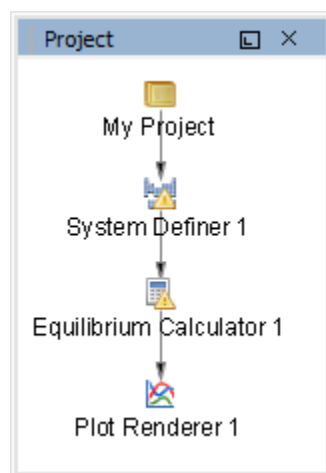 Project
My Project
System Definer 1
Equilibrium Calculator 1
Plot Renderer 1